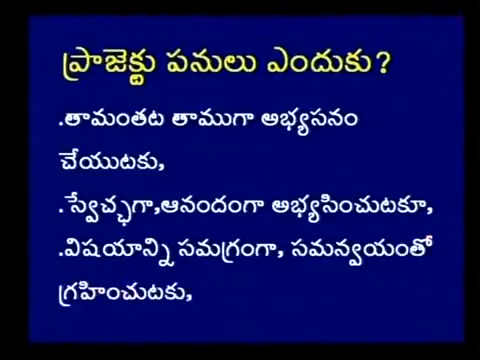 ప్రాజెక్టు పనులు ఎందుకు?
.తామంతట తాముగా అభ్యసనం
చేయుటకు,
.స్వేచ్ఛగా,ఆనందంగా అభ్యసించుటకూ,
.విషయాన్ని సమగ్రంగా, సమన్వయంతో
గ్రహించుటకు,